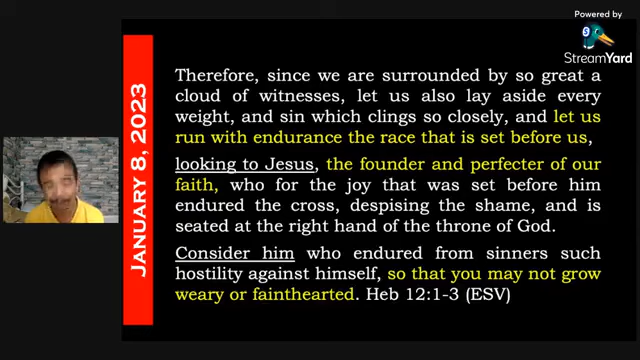 Powered by
StreamYard
JANUARY 8, 2023
Therefore, since we are surrounded by so great a
cloud of witnesses, let us also lay aside every
weight, and sin which clings so closely, and let us
run with endurance the race that is set before us,
looking to Jesus, the founder and perfecter of our
faith, who for the joy that was set before him
endured the cross, despising the shame, and is
seated at the right hand of the throne of God.
Consider him who endured from sinners such
hostility against himself, so that you may not grow
weary or fainthearted. Heb 12:1-3 (ESV)